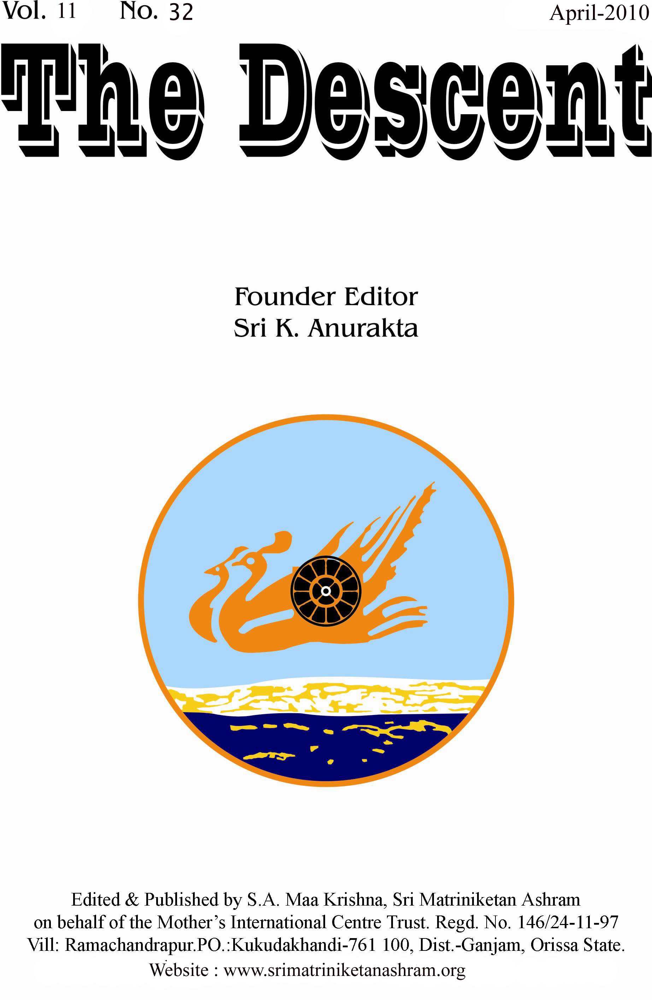 Vol. 11 No. 32 April-2010
The Descent
Founder Editor
Sri K. Anurakta
Edited & Published by S.A. Maa Krishna, Sri Matriniketan Ashram
on behalf of the Mother’s International Centre Trust. Regd. No. 146/24-11-97
Vill: Ramachandrapur.PO.:Kukudakhandi-761 100, Dist.-Ganjam, Orissa State.
Website : www.srimatriniketanashram.org